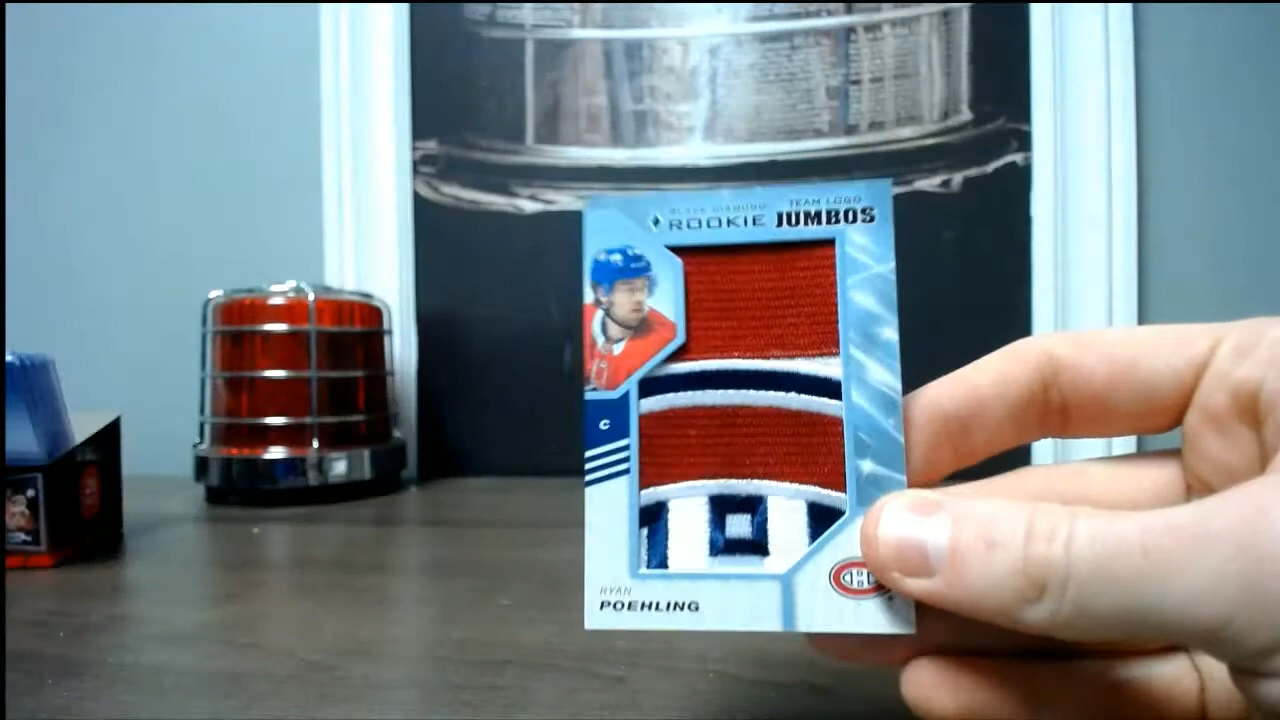 BLACK DIAMOND TEAM LOGO
ROOKIE JUMBOS
C
RYAN
POEHLING